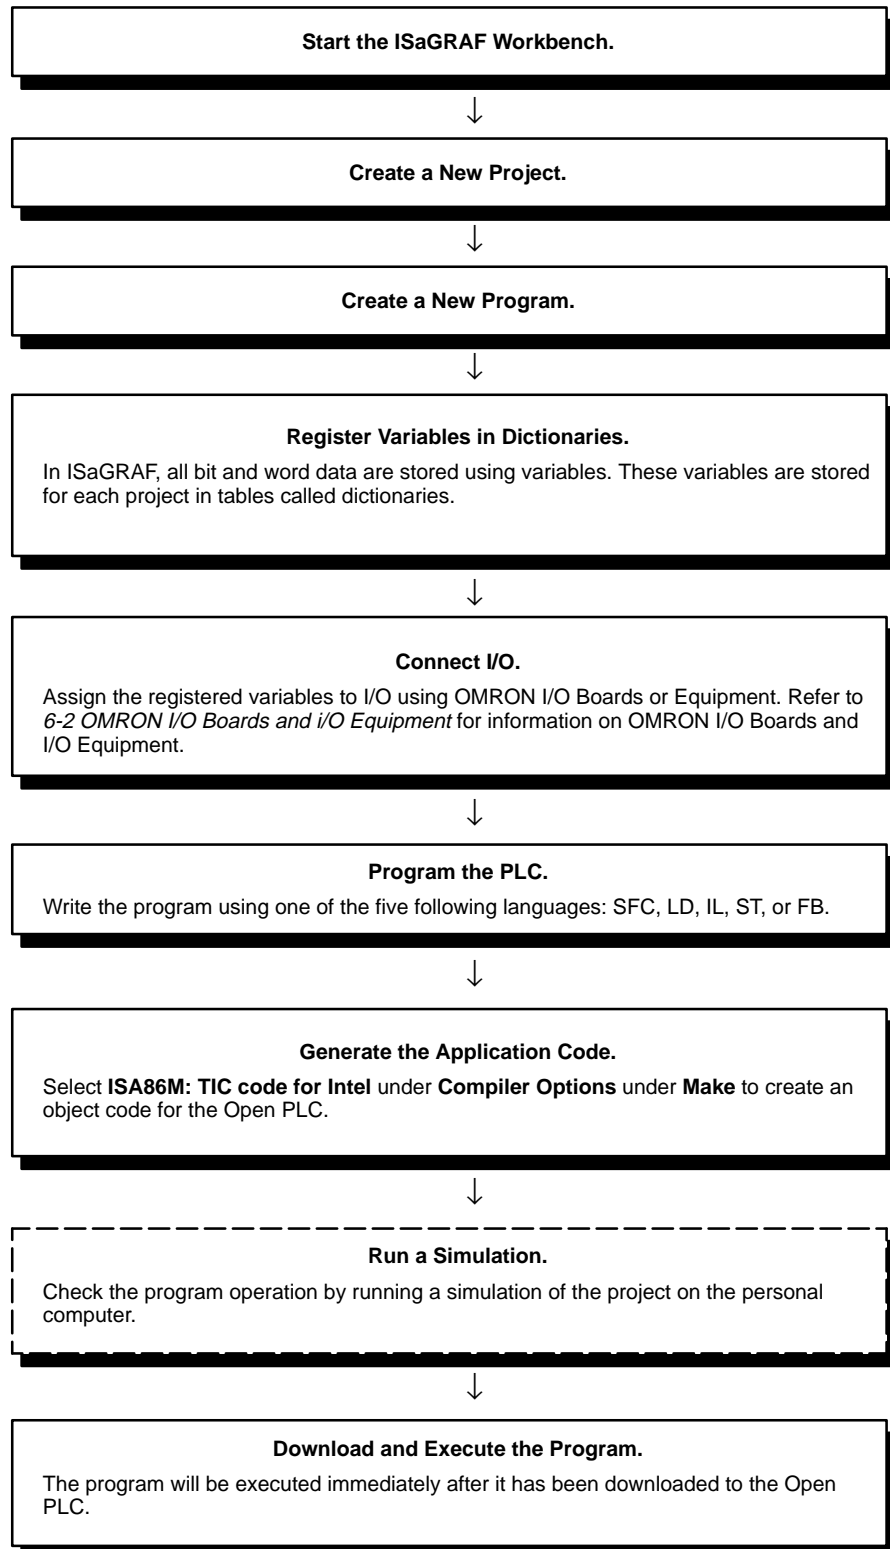 Start the ISaGRAF Workbench.
↓
Create a New Project.
↓
Create a New Program.
↓
Register Variables in Dictionaries.
In ISaGRAF, all bit and word data are stored using variables. These variables are stored
for each project in tables called dictionaries.
↓
Connect I/O.
Assign the registered variables to I/O using OMRON I/O Boards or Equipment. Refer to
6-2 OMRON I/O Boards and i/O Equipment for information on OMRON I/O Boards and
I/O Equipment.
↓
Program the PLC.
Write the program using one of the five following languages: SFC, LD, IL, ST, or FB.
↓
Generate the Application Code.
Select ISA86M: TIC code for Intel under Compiler Options under Make to create an
object code for the Open PLC.
↓
Run a Simulation.
Check the program operation by running a simulation of the project on the personal
computer.
↓
Download and Execute the Program.
The program will be executed immediately after it has been downloaded to the Open
PLC.